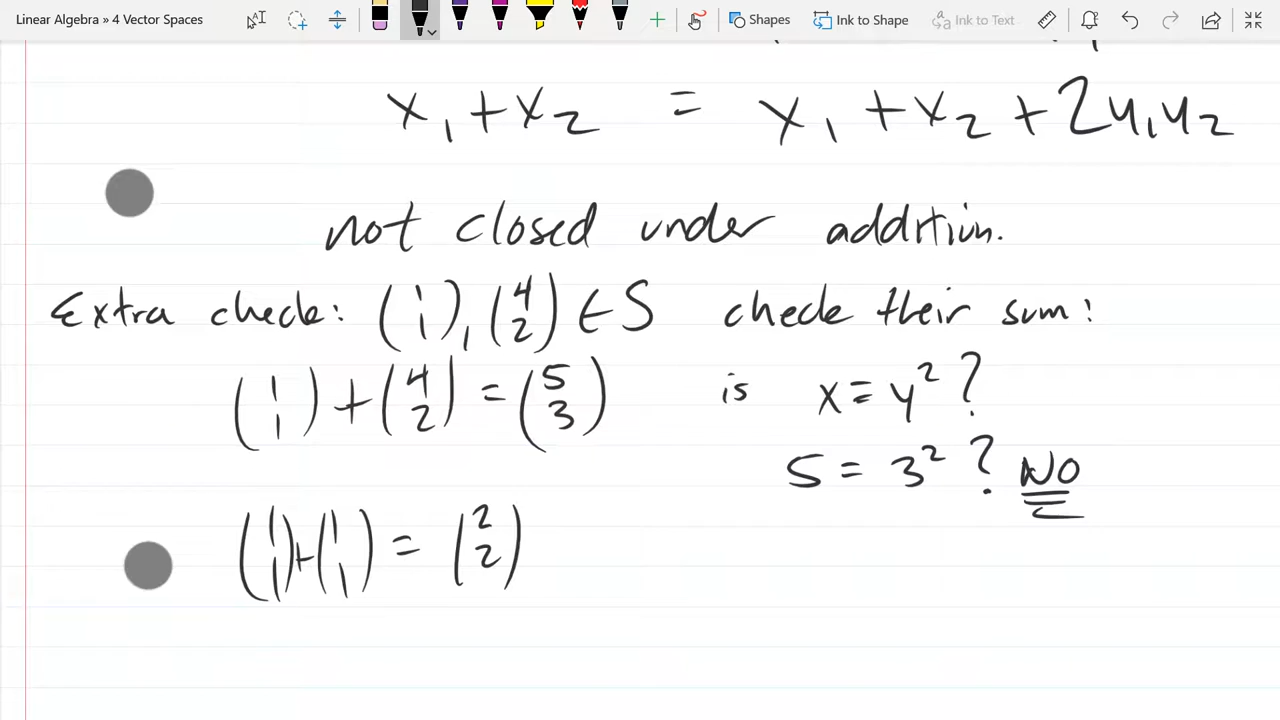 Linear Algebra » 4 Vector Spaces Shapes Ink to Shape Ink to Text
x₁ + x₂ = x₁ + x₂ + 2y₁y₂
not closed under addition.
Extra check: (1 1), (4 2) ∈ S check their sum:
(1 1) + (4 2) = (5 3) is x = y² ?
5 = 3² ? NO
(1 1) + (1 1) = (2 2)